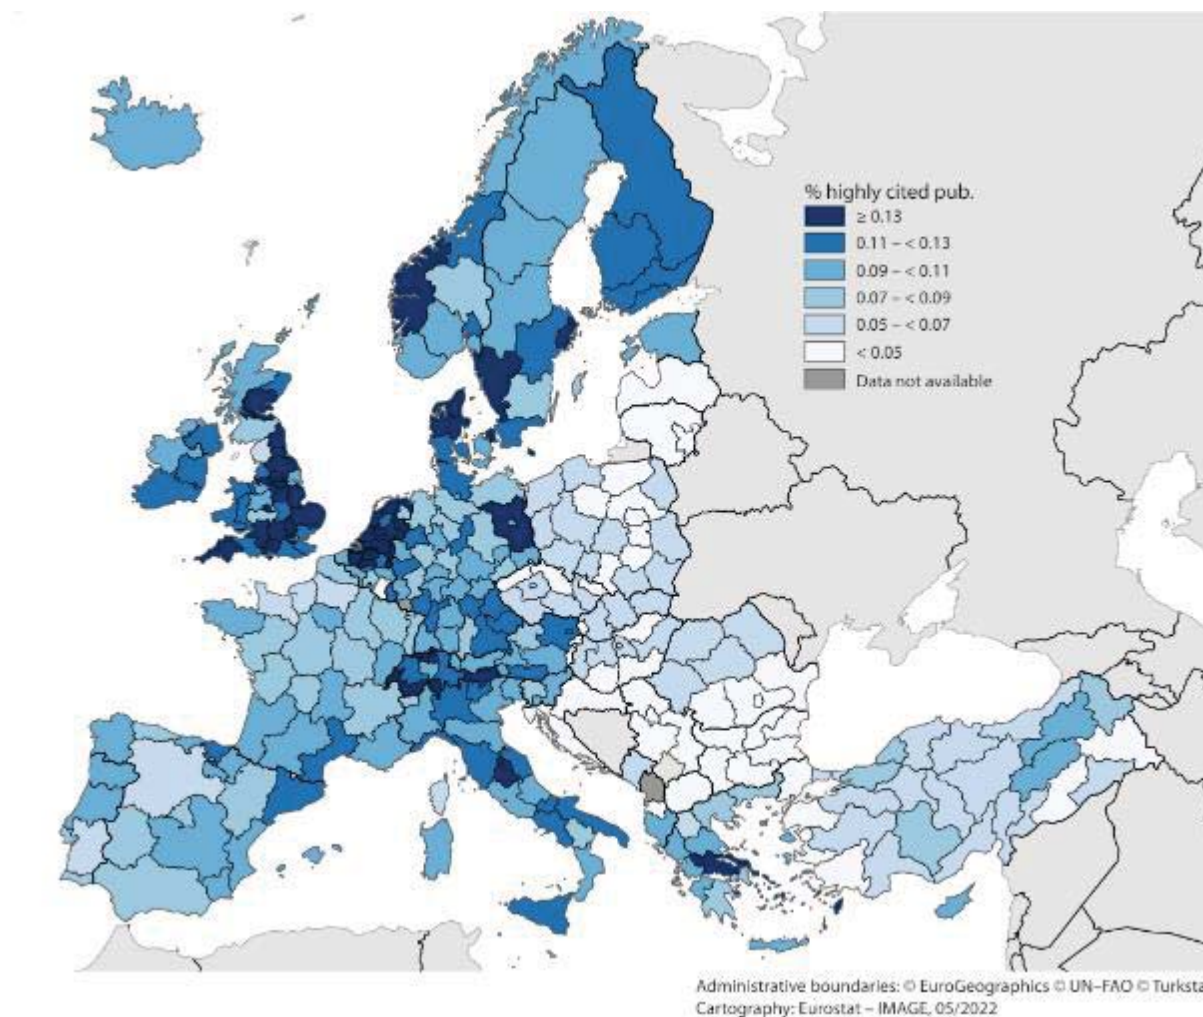 % highly cited pub.
≥ 0.13
0.11 – < 0.13
0.09 – < 0.11
0.07 – < 0.09
0.05 – < 0.07
< 0.05
Data not available
Administrative boundaries: © EuroGeographics © UN–FAO © Turksta
Cartography: Eurostat – IMAGE, 05/2022